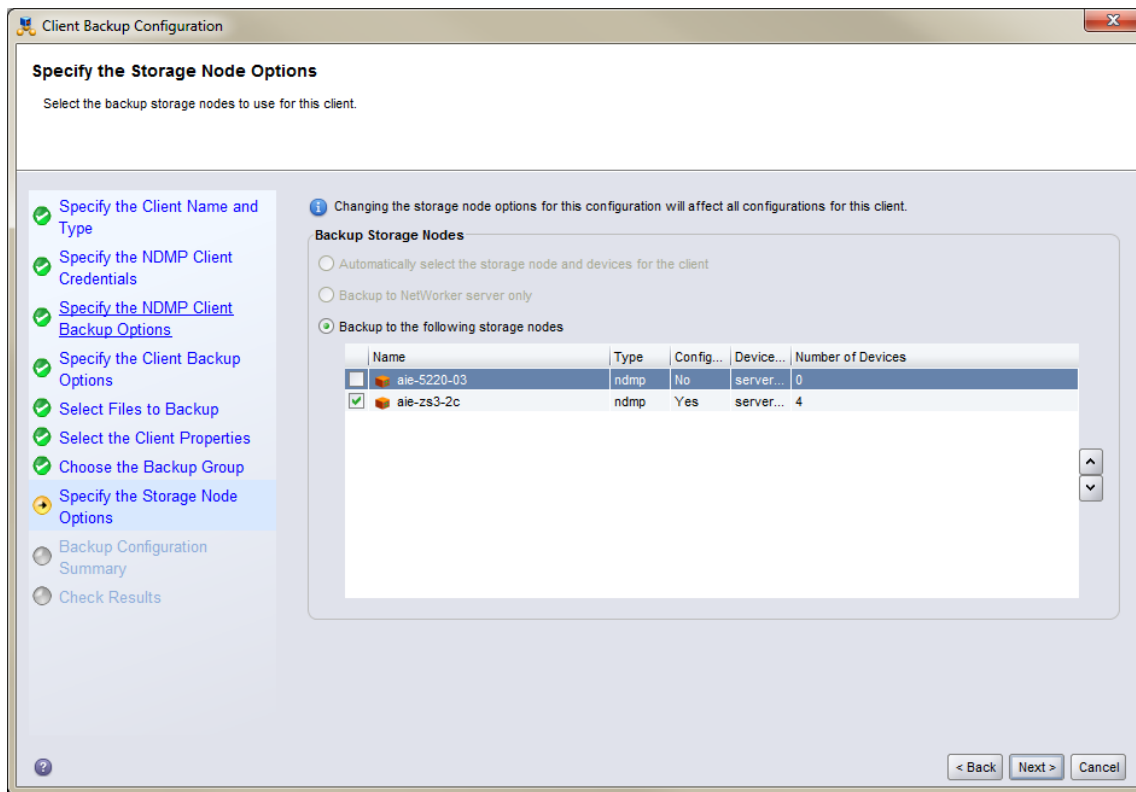 Client Backup Configuration
Specify the Storage Node Options
Select the backup storage nodes to use for this client.
Specify the Client Name and
Type
Specify the NDMP Client
Credentials
Specify the NDMP Client
Backup Options
Specify the Client Backup
Options
Select Files to Backup
Select the Client Properties
Choose the Backup Group
Specify the Storage Node
Options
Backup Configuration
Summary
Check Results
Changing the storage node options for this configuration will affect all configurations for this client.
Backup Storage Nodes
Automatically select the storage node and devices for the client
Backup to NetWorker server only
Backup to the following storage nodes
Name Type Config... Device... Number of Devices
aie-5220-03 ndmp No server... 0
aie-zs3-2c ndmp Yes server... 4
< Back Next > Cancel